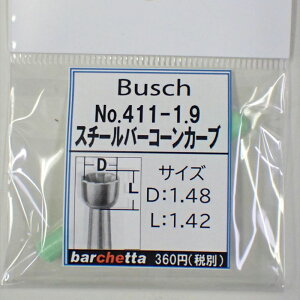 Busch
No.411-1.9
スチールバーコーンカーブ
D
L
サイズ
D:1.48
L:1.42
barchetta 360円(税別)